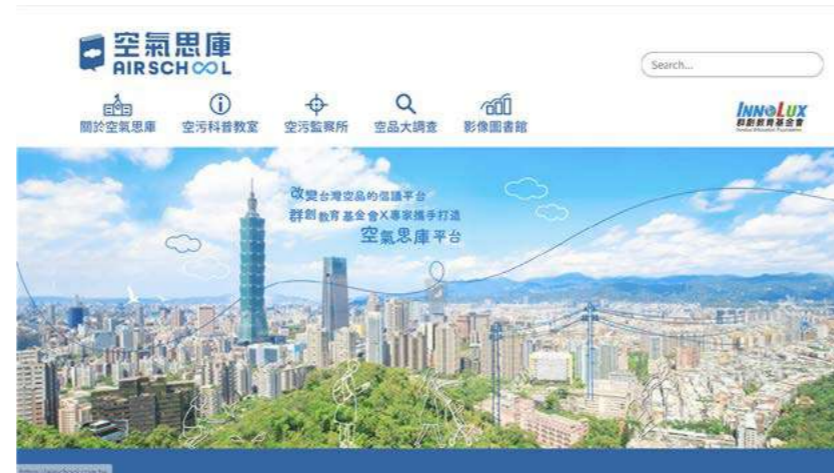 空氣思庫
AIRSCHOOL
Search...
關於空氣思庫
空污科普教室
空污監察所
空品大調查
影像圖書館
INNOLUX
群創教育基金會
Innolux Education Foundation
改變台灣空品的倡議平台
群創教育基金會X專家攜手打造
空氣思庫平台